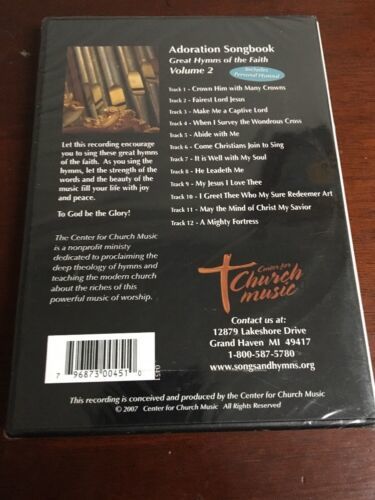 Adoration Songbook
Great Hymns of the Faith
Volume 2
Includes
Personal Hymnal
Track 1 - Crown Him with Many Crowns
Track 2 - Fairest Lord Jesus
Track 3 - Make Me a Captive Lord
Track 4 - When I Survey the Wondrous Cross
Track 5 - Abide with Me
Track 6 - Come Christians Join to Sing
Track 7 - It is Well with My Soul
Track 8 - He Leadeth Me
Track 9 - My Jesus I Love Thee
Track 10 - I Greet Thee Who My Sure Redeemer Art
Track 11 - May the Mind of Christ My Savior
Track 12 - A Mighty Fortress
Let this recording encourage
you to sing these great hymns
of the faith. As you sing the
hymns, let the strength of the
words and the beauty of the
music fill your life with joy and
peace.
To God be the Glory!
The Center for Church Music
is a nonprofit ministy
dedicated to proclaiming the
deep theology of hymns and
teaching the modern church
about the riches of this
powerful music of worship.
Center for
Church
music
Contact us at:
12879 Lakeshore Drive
Grand Haven MI 49417
1-800-587-5780
www.songsandhymns.org
7 96873 00451 0
0451
This recording is conceived and produced by the Center for Church Music
© 2007 Center for Church Music All Rights Reserved